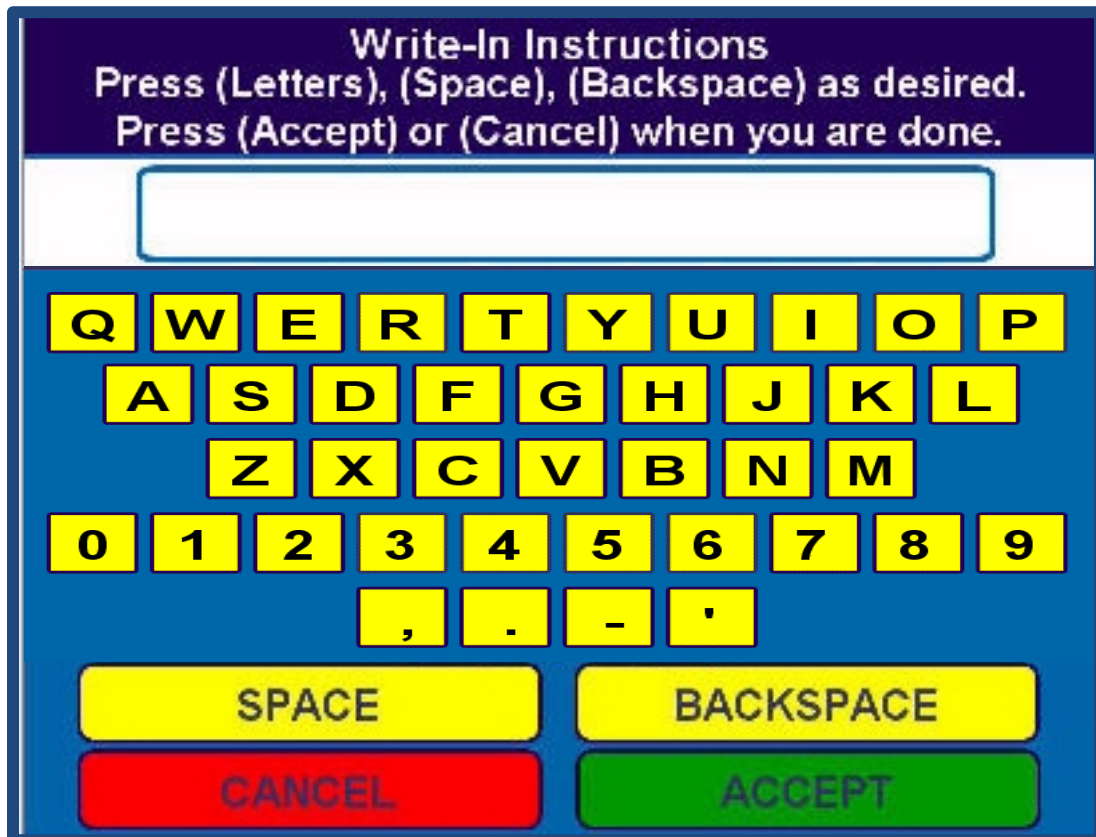 Write-In Instructions
Press (Letters), (Space), (Backspace) as desired.
Press (Accept) or (Cancel) when you are done.
Q W E R T Y U I O P
A S D F G H J K L
Z X C V B N M
0 1 2 3 4 5 6 7 8 9
, . - '
SPACE BACKSPACE
CANCEL ACCEPT